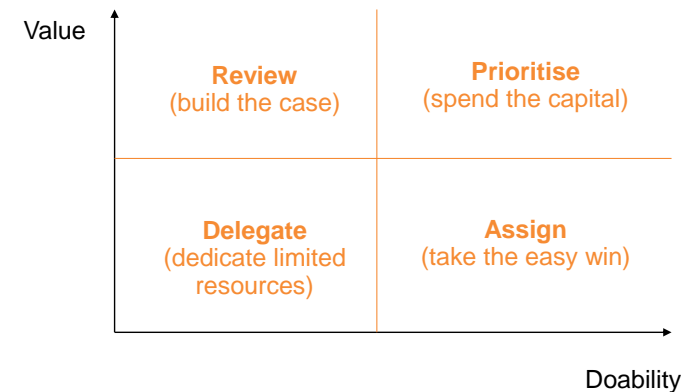 Value
Review
(build the case)
Prioritise
(spend the capital)
Delegate
(dedicate limited
resources)
Assign
(take the easy win)
Doability